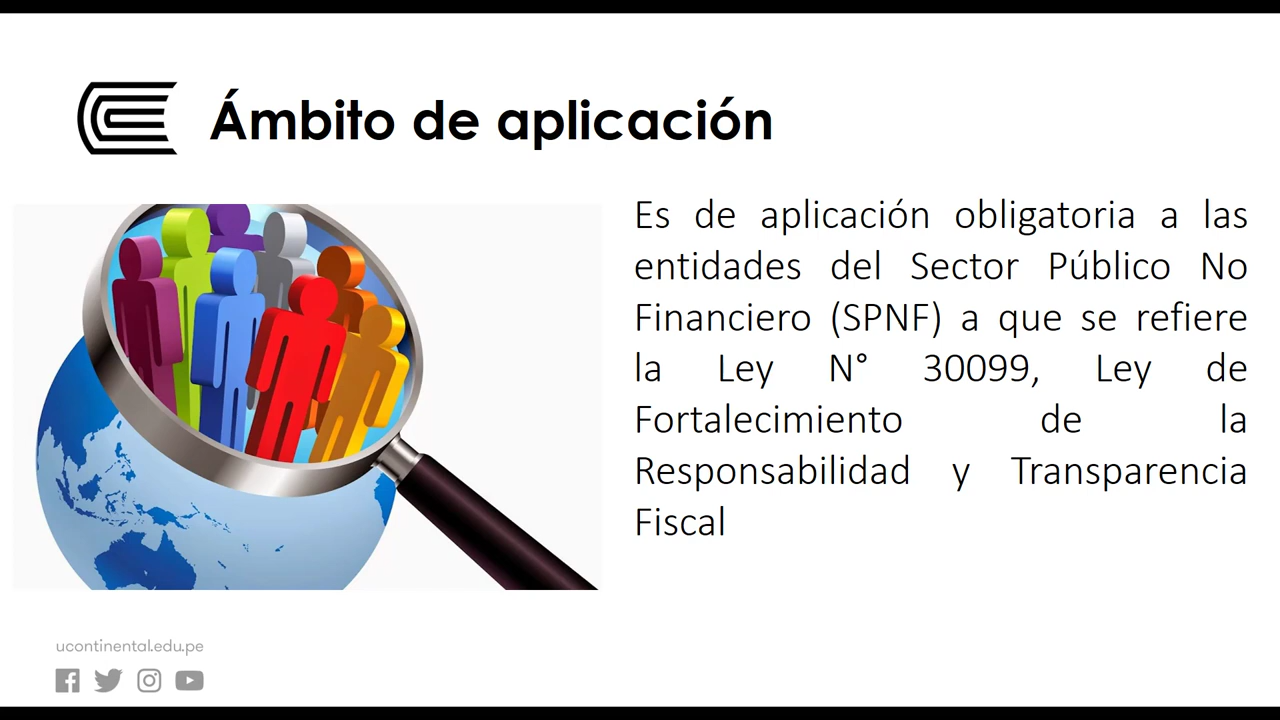 Ámbito de aplicación
Es de aplicación obligatoria a las
entidades del Sector Público No
Financiero (SPNF) a que se refiere
la Ley N° 30099, Ley de
Fortalecimiento de la
Responsabilidad y Transparencia
Fiscal
ucontinental.edu.pe